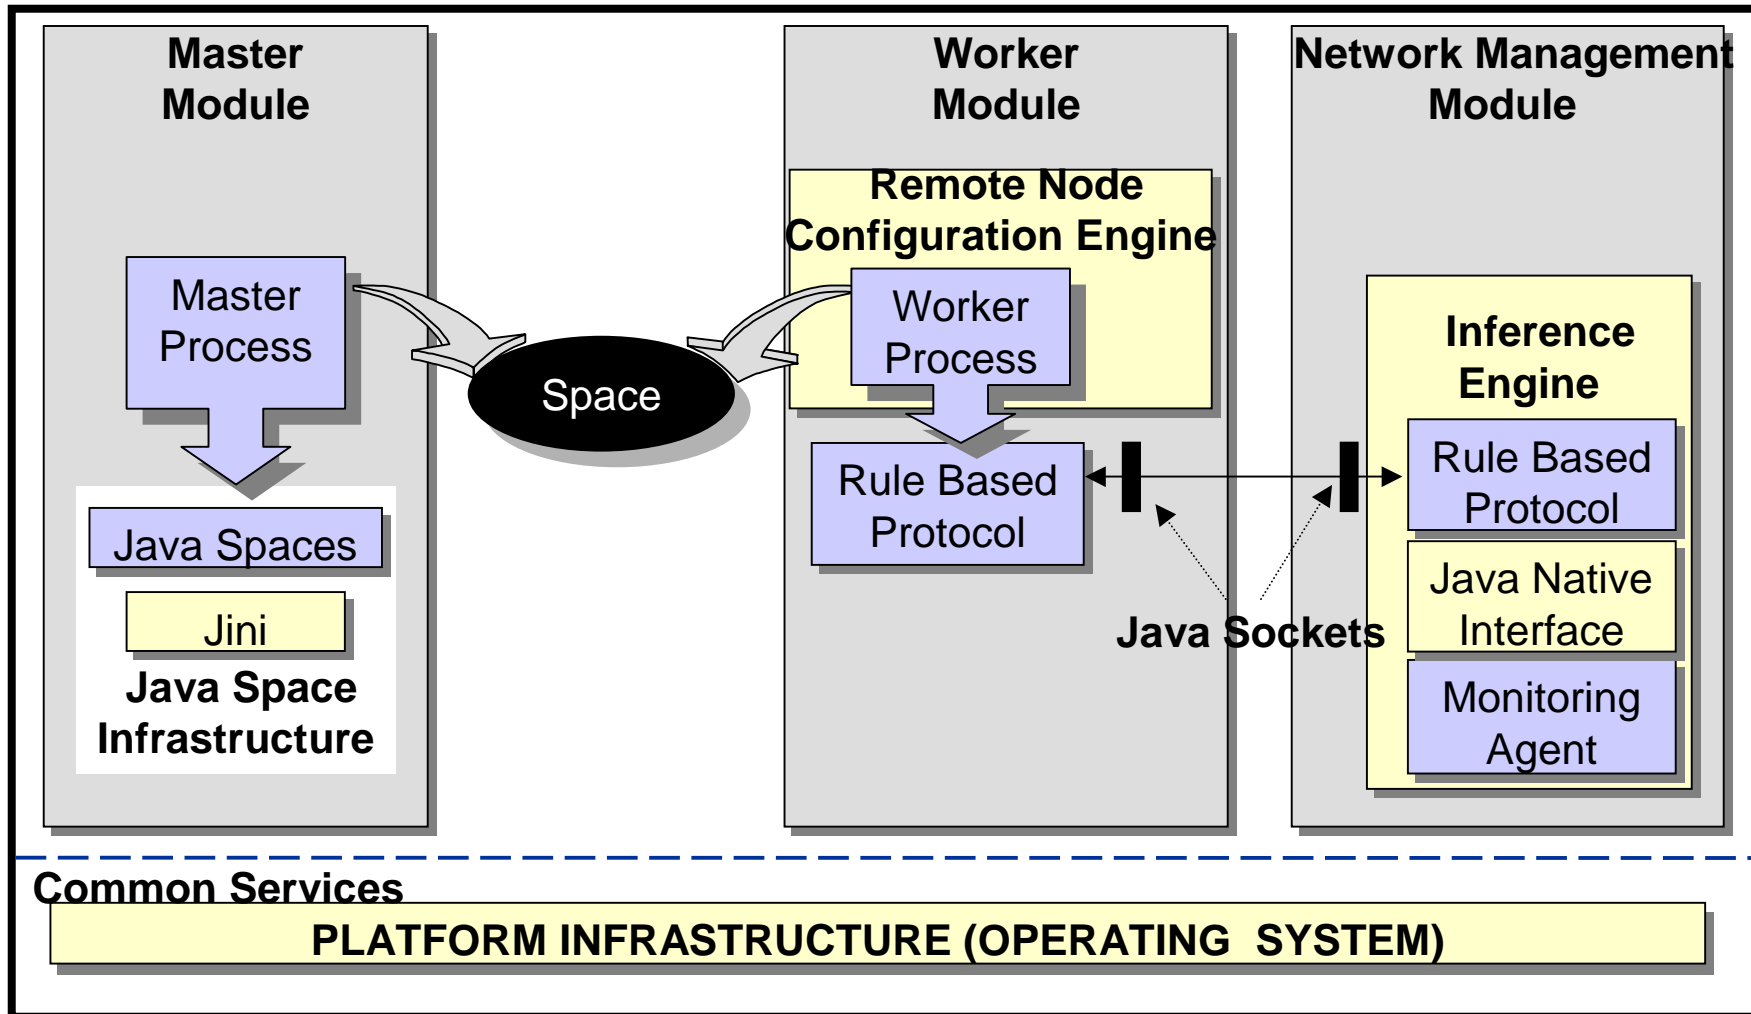 Master
Module
Worker
Module
Network Management
Module
Remote Node
Configuration Engine
Master
Process
Worker
Process
Space
Inference
Engine
Rule Based
Protocol
Rule Based
Protocol
Java Spaces
Java Native
Interface
Jini
Java Sockets
Java Space
Infrastructure
Monitoring
Agent
Common Services
PLATFORM INFRASTRUCTURE (OPERATING SYSTEM)